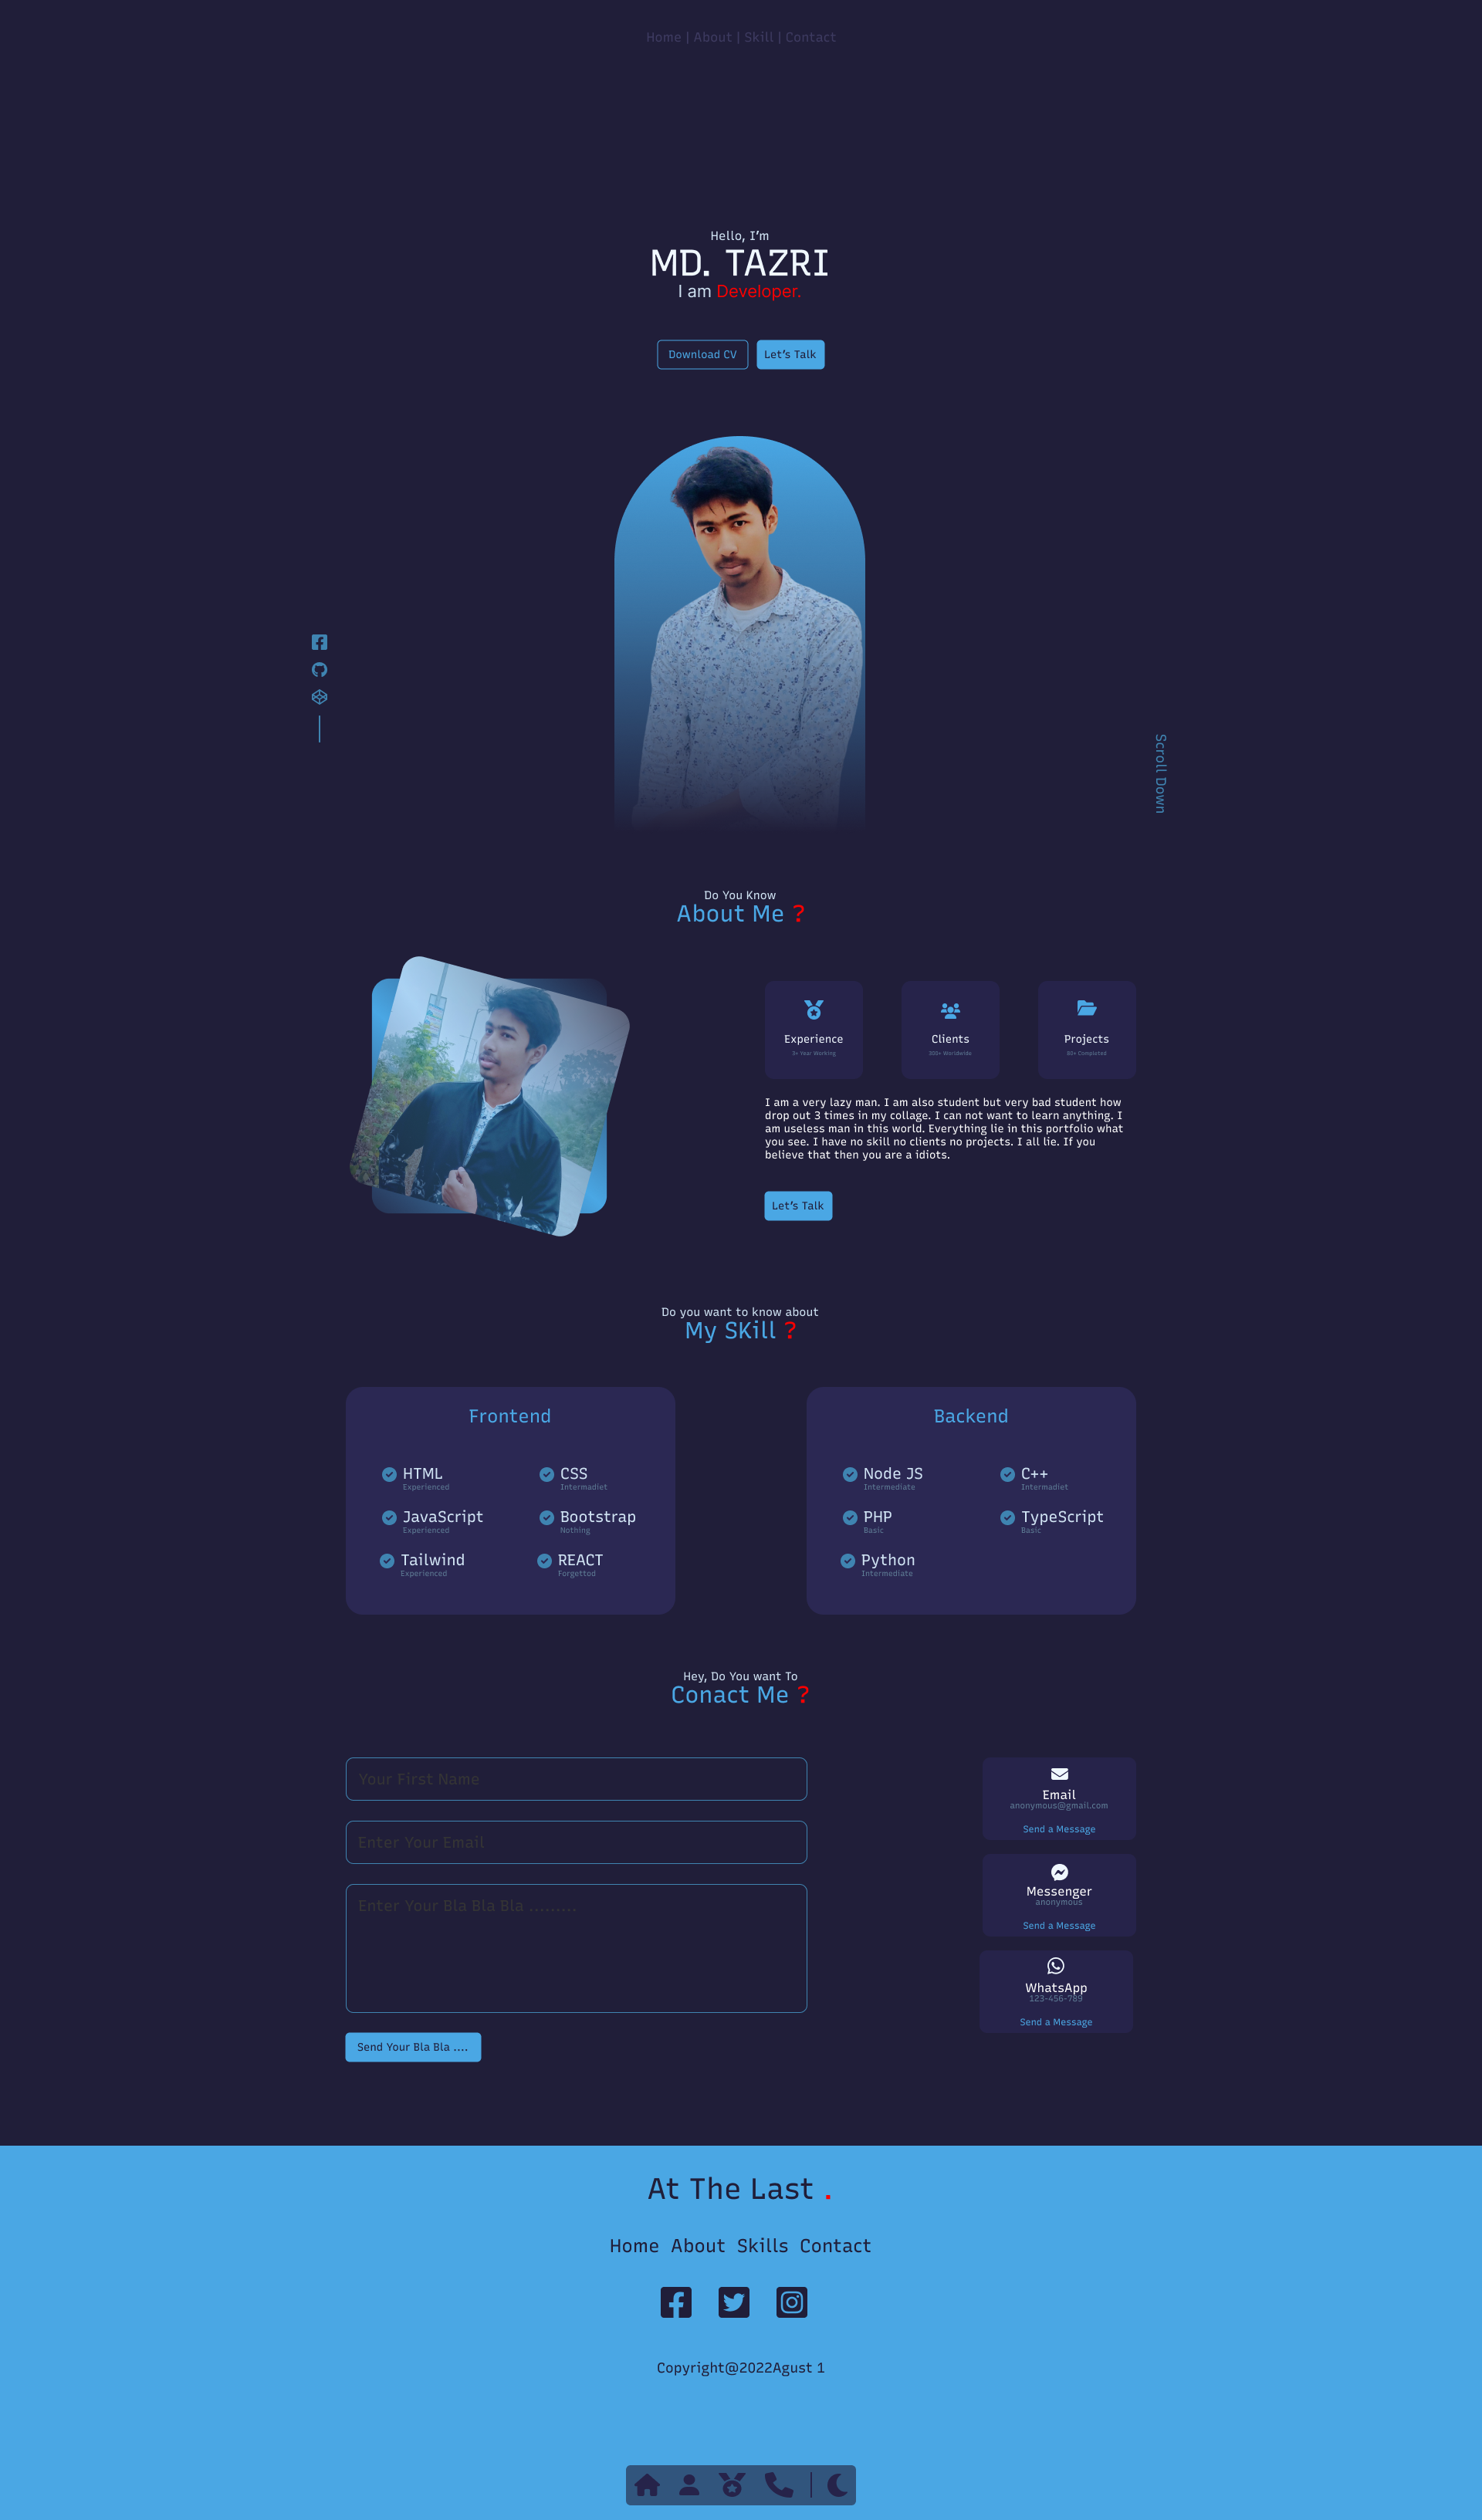 Home | About | Skill | Contact
Hello, I'm
MD. TAZRI
I am Developer.
Download CV
Let's Talk
Scroll Down
Do You Know
About Me ?
Experience
3+ Year Working
Clients
300+ Worldwide
Projects
80+ Completed
I am a very lazy man. I am also student but very bad student how
drop out 3 times in my collage. I can not want to learn anything. I
am useless man in this world. Everything lie in this portfolio what
you see. I have no skill no clients no projects. I all lie. If you
believe that then you are a idiots.
Let's Talk
Do you want to know about
My SKill ?
Frontend
HTML
Experienced
CSS
Intermadiet
JavaScript
Experienced
Bootstrap
Nothing
Tailwind
Experienced
REACT
Forgettod
Backend
Node JS
Intermediate
C++
Intermadiet
PHP
Basic
TypeScript
Basic
Python
Intermediate
Hey, Do You want To
Conact Me ?
Your First Name
Enter Your Email
Enter Your Bla Bla Bla .........
Send Your Bla Bla ....
Email
anonymous@gmail.com
Send a Message
Messenger
anonymous
Send a Message
WhatsApp
123-456-789
Send a Message
At The Last .
Home About Skills Contact
Copyright@2022Agust 1